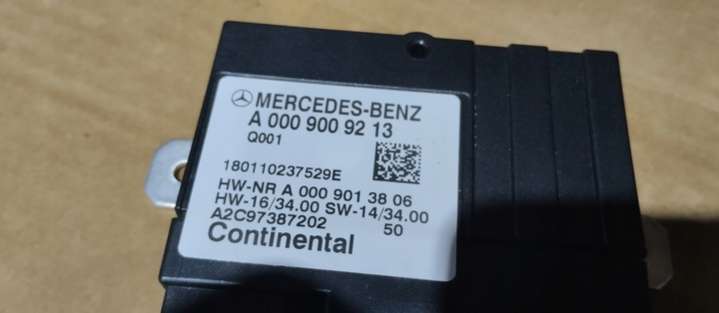 MERCEDES-BENZ
A 000 900 92 13
Q001
180110237529E
HW-NR A 000 901 38 06
HW-16/34.00 SW-14/34.00
A2C97387202 50
Continental